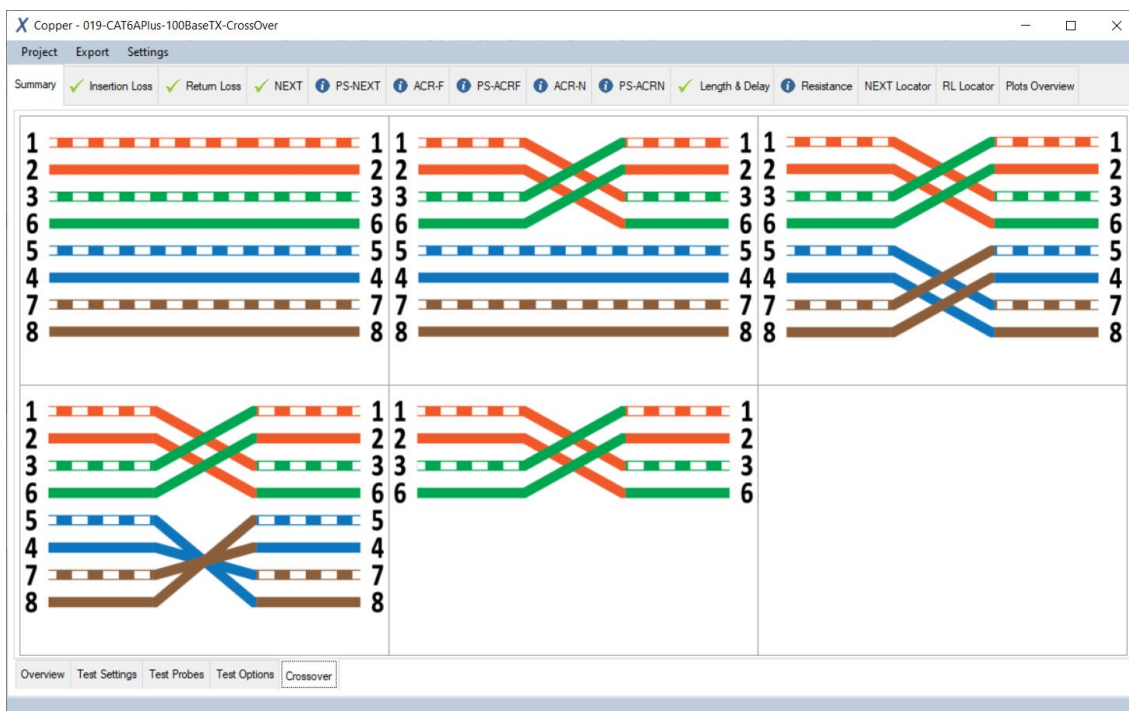 X Copper - 019-CAT6APlus-100BaseTX-CrossOver
Project Export Settings
Summary Insertion Loss Return Loss NEXT PS-NEXT ACR-F PS-ACRF ACR-N PS-ACRN Length & Delay Resistance NEXT Locator RL Locator Plots Overview
1 1 1 1 1 1
2 2 2 2 2 2
3 3 3 3 3 3
6 6 6 6 6 6
5 5 5 5 5 5
4 4 4 4 4 4
7 7 7 7 7 7
8 8 8 8 8 8
1 1 1 1
2 2 2 2
3 3 3 3
6 6 6 6
5 5
4 4
7 7
8 8
Overview Test Settings Test Probes Test Options Crossover